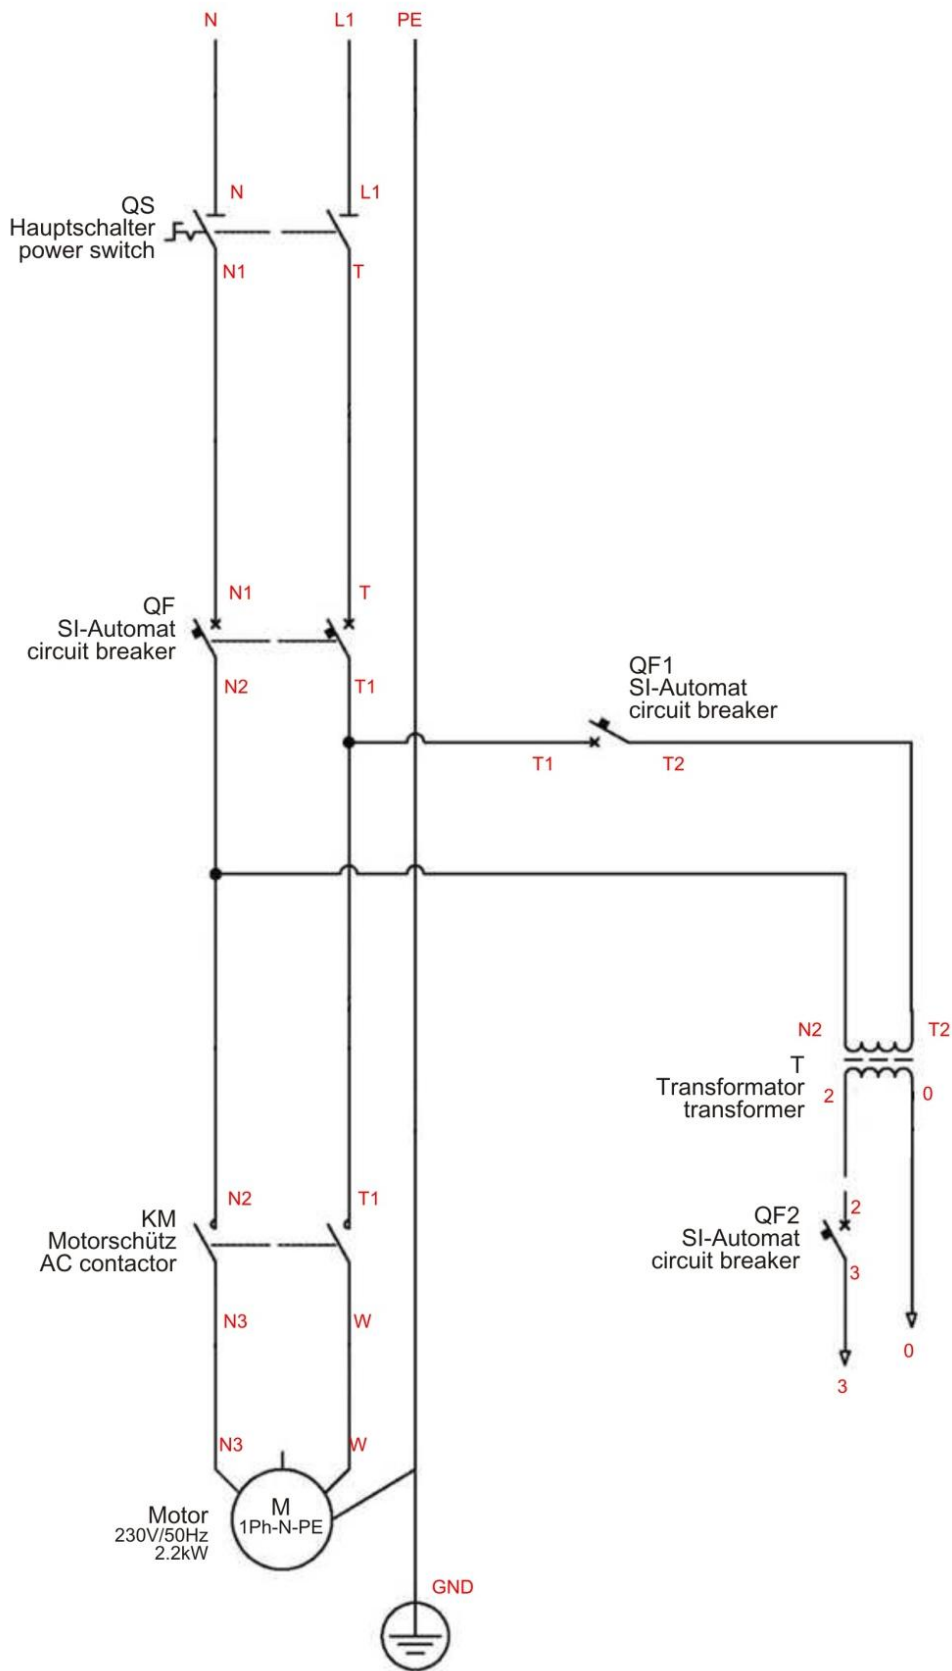 N
L1
PE
N
L1
QS
Hauptschalter
power switch
N1
T
N1
T
QF
SI-Automat
circuit breaker
N2
T1
QF1
SI-Automat
circuit breaker
T1
T2
N2
T2
T
Transformator
transformer
2
0
N2
T1
KM
Motorschütz
AC contactor
2
QF2
SI-Automat
circuit breaker
3
N3
W
0
3
N3
W
Motor
230V/50Hz
2.2kW
M
1Ph-N-PE
GND